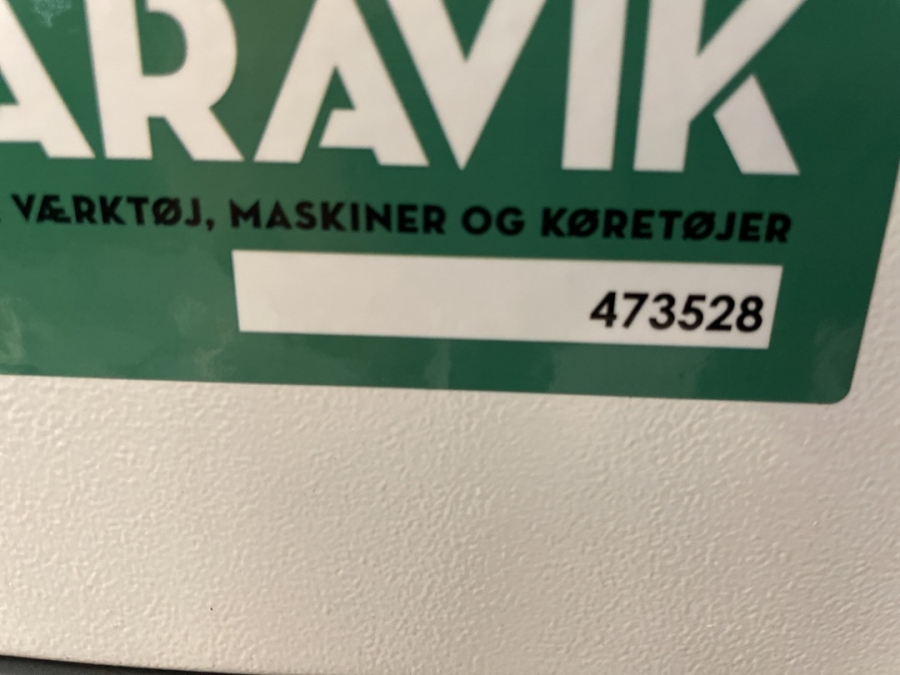 ARAVIK
VÆRKTØJ, MASKINER OG KØRETØJER
473528